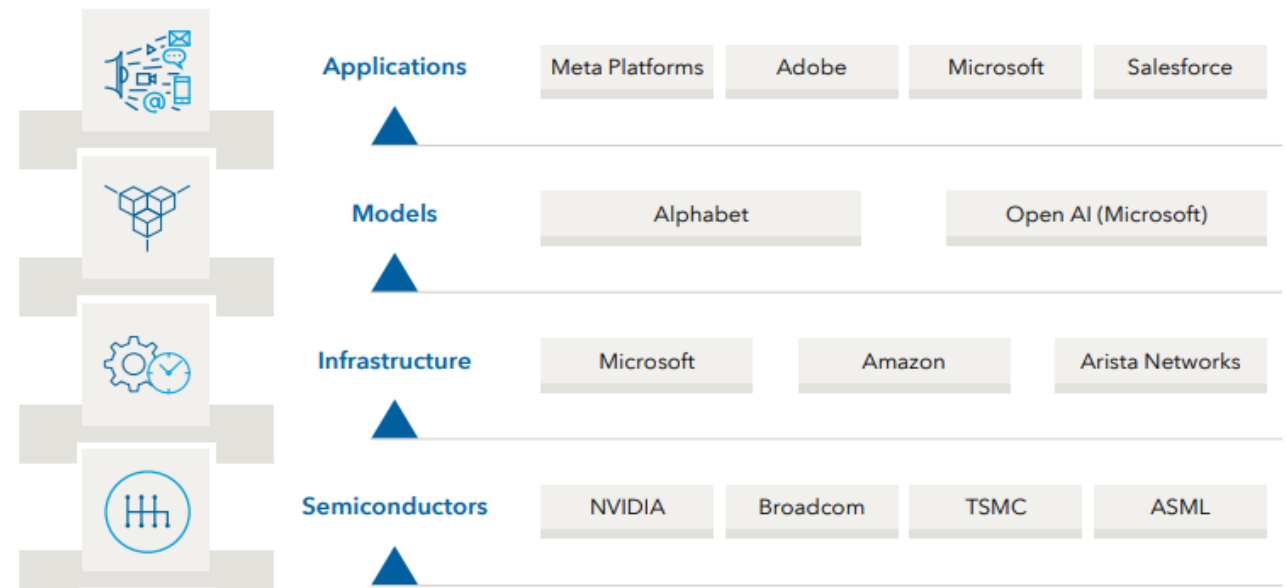 Applications
Meta Platforms
Adobe
Microsoft
Salesforce
Models
Alphabet
Open AI (Microsoft)
Infrastructure
Microsoft
Amazon
Arista Networks
Semiconductors
NVIDIA
Broadcom
TSMC
ASML